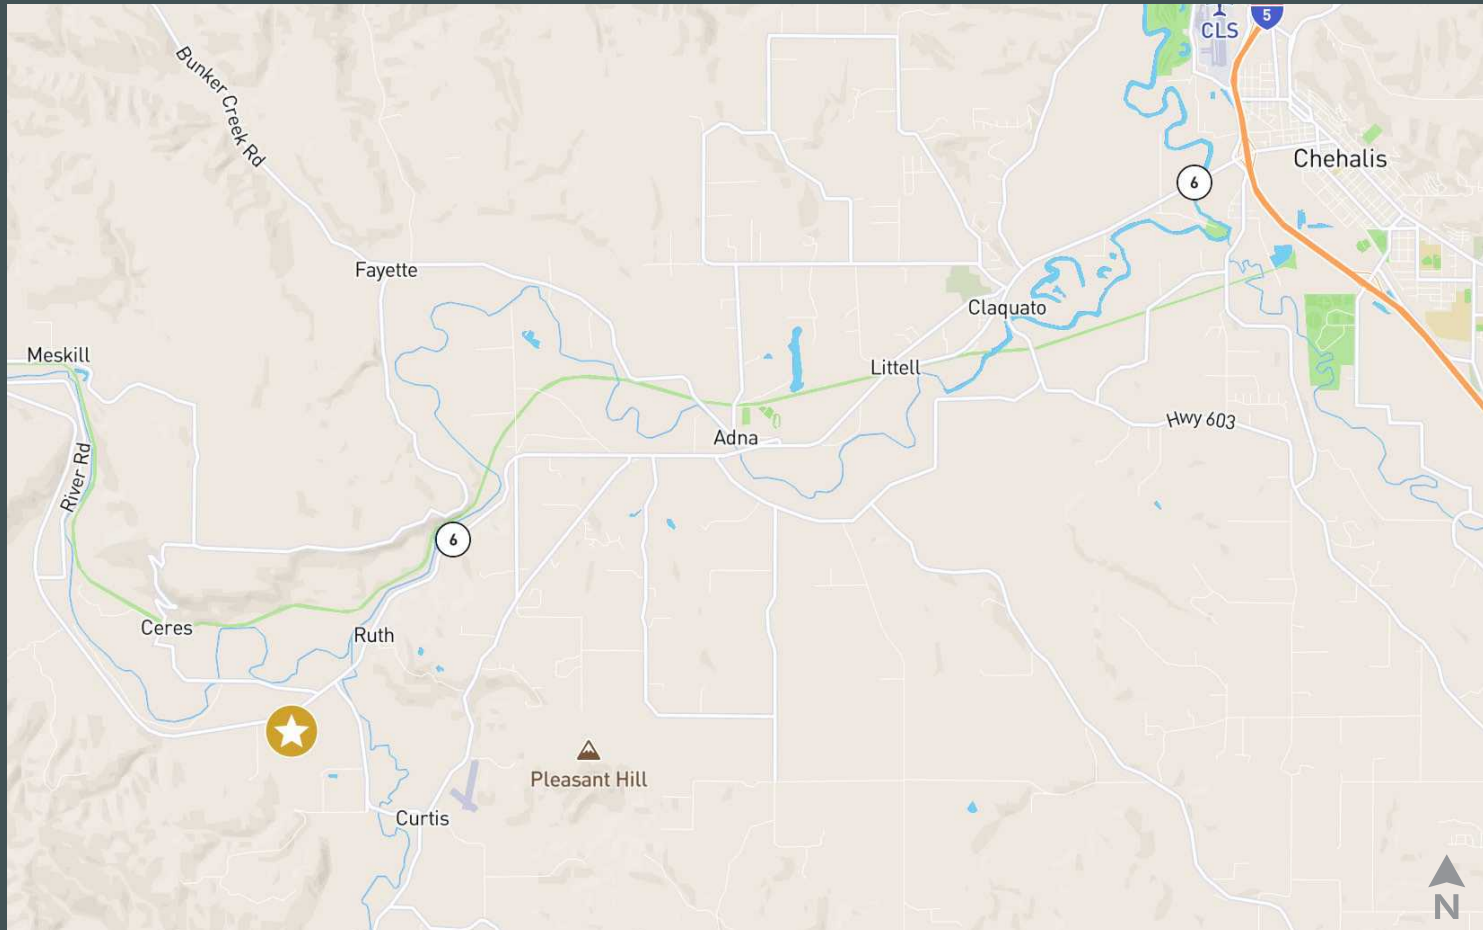 5
CLS
Bunker Creek Rd
Chehalis
6
Fayette
Claquato
Meskill
Littell
Hwy 603
Adna
River Rd
6
Ceres
Ruth
Pleasant Hill
Curtis
N